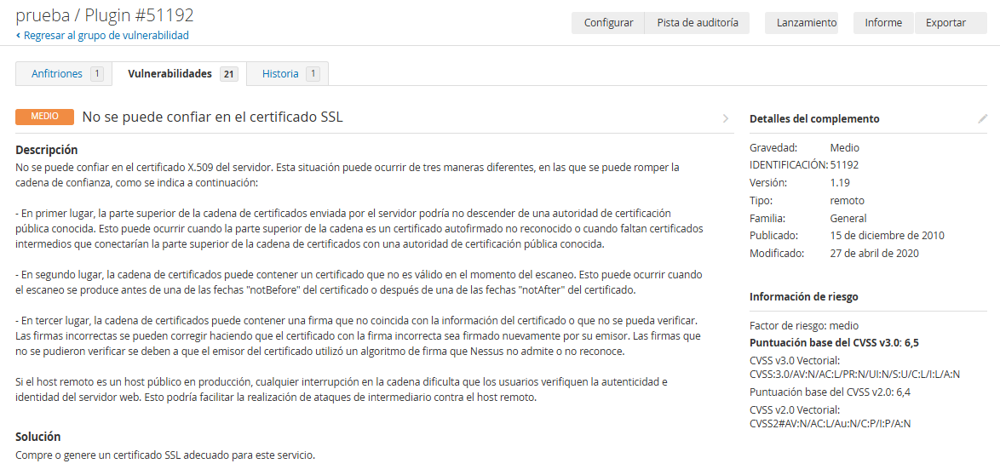 prueba / Plugin #51192
‹ Regresar al grupo de vulnerabilidad
Configurar
Pista de auditoría
Lanzamiento
Informe
Exportar
Anfitriones 1
Vulnerabilidades 21
Historia 1
MEDIO No se puede confiar en el certificado SSL
Descripción
No se puede confiar en el certificado X.509 del servidor. Esta situación puede ocurrir de tres maneras diferentes, en las que se puede romper la
cadena de confianza, como se indica a continuación:
- En primer lugar, la parte superior de la cadena de certificados enviada por el servidor podría no descender de una autoridad de certificación
pública conocida. Esto puede ocurrir cuando la parte superior de la cadena es un certificado autofirmado no reconocido o cuando faltan certificados
intermedios que conectarían la parte superior de la cadena de certificados con una autoridad de certificación pública conocida.
- En segundo lugar, la cadena de certificados puede contener un certificado que no es válido en el momento del escaneo. Esto puede ocurrir cuando
el escaneo se produce antes de una de las fechas "notBefore" del certificado o después de una de las fechas "notAfter" del certificado.
- En tercer lugar, la cadena de certificados puede contener una firma que no coincida con la información del certificado o que no se pueda verificar.
Las firmas incorrectas se pueden corregir haciendo que el certificado con la firma incorrecta sea firmado nuevamente por su emisor. Las firmas que
no se pudieron verificar se deben a que el emisor del certificado utilizó un algoritmo de firma que Nessus no admite o no reconoce.
Si el host remoto es un host público en producción, cualquier interrupción en la cadena dificulta que los usuarios verifiquen la autenticidad e
identidad del servidor web. Esto podría facilitar la realización de ataques de intermediario contra el host remoto.
Solución
Compre o genere un certificado SSL adecuado para este servicio.
Detalles del complemento
Gravedad: Medio
IDENTIFICACIÓN: 51192
Versión: 1.19
Tipo: remoto
Familia: General
Publicado: 15 de diciembre de 2010
Modificado: 27 de abril de 2020
Información de riesgo
Factor de riesgo: medio
Puntuación base del CVSS v3.0: 6,5
CVSS v3.0 Vectorial:
CVSS:3.0/AV:N/AC:L/PR:N/UI:N/S:U/C:L/I:L/A:N
Puntuación base del CVSS v2.0: 6,4
CVSS v2.0 Vectorial:
CVSS2#AV:N/AC:L/Au:N/C:P/I:P/A:N